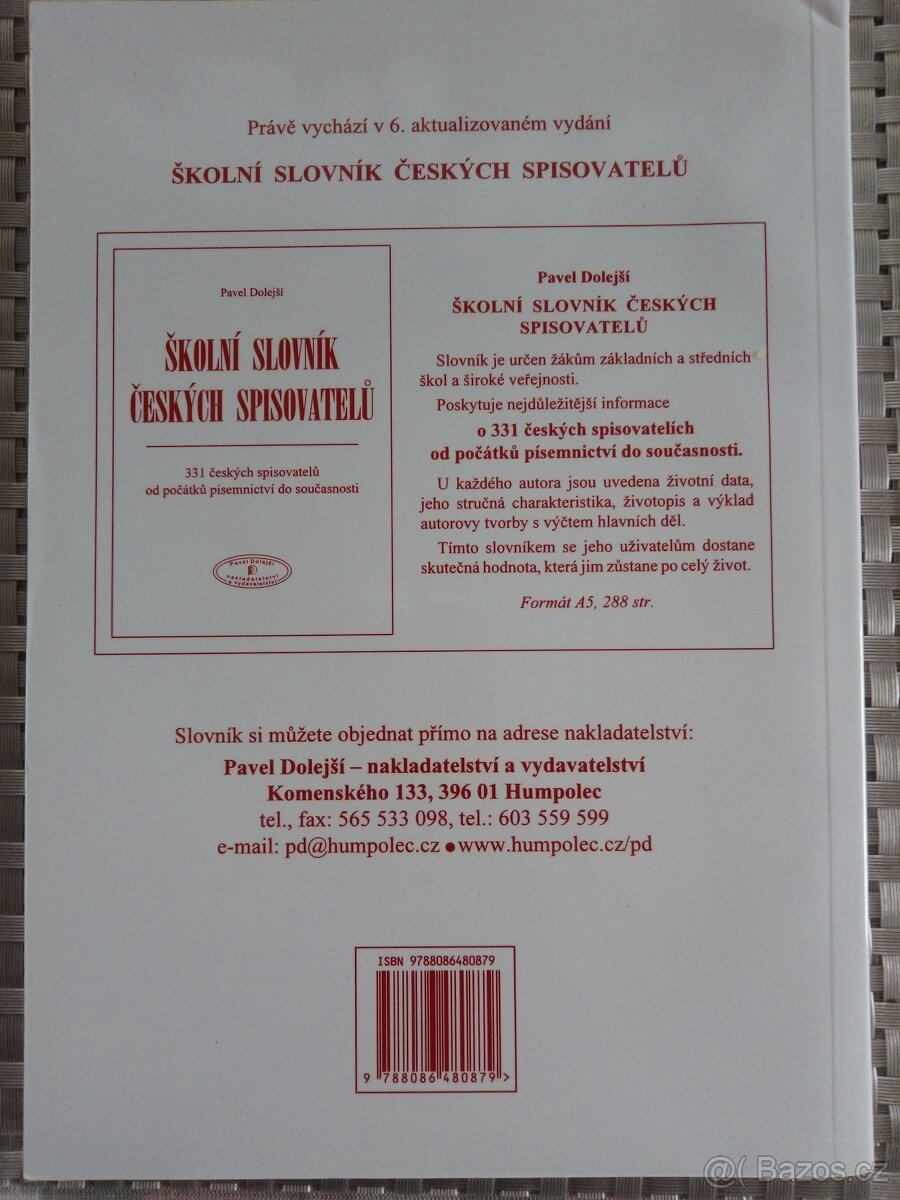 Právě vychází v 6. aktualizovaném vydání
ŠKOLNÍ SLOVNÍK ČESKÝCH SPISOVATELŮ
Pavel Dolejší
ŠKOLNÍ SLOVNÍK
ČESKÝCH SPISOVATELŮ
331 českých spisovatelů
od počátků písemnictví do současnosti
Pavel Dolejší
nakladatelství
a vydavatelství
Pavel Dolejší
ŠKOLNÍ SLOVNÍK ČESKÝCH
SPISOVATELŮ
Slovník je určen žákům základních a středních
škol a široké veřejnosti.
Poskytuje nejdůležitější informace
o 331 českých spisovatelích
od počátků písemnictví do současnosti.
U každého autora jsou uvedena životní data,
jeho stručná charakteristika, životopis a výklad
autorovy tvorby s výčtem hlavních děl.
Tímto slovníkem se jeho uživatelům dostane
skutečná hodnota, která jim zůstane po celý život.
Formát A5, 288 str.
Slovník si můžete objednat přímo na adrese nakladatelství:
Pavel Dolejší – nakladatelství a vydavatelství
Komenského 133, 396 01 Humpolec
tel., fax: 565 533 098, tel.: 603 559 599
e-mail: pd@humpolec.cz ● www.humpolec.cz/pd
ISBN 9788086480879
9 788086 480879 >
@( Bazos.cz